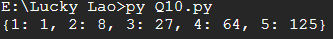 E:\Lucky Lao>py Q10.py
{1: 1, 2: 8, 3: 27, 4: 64, 5: 125}